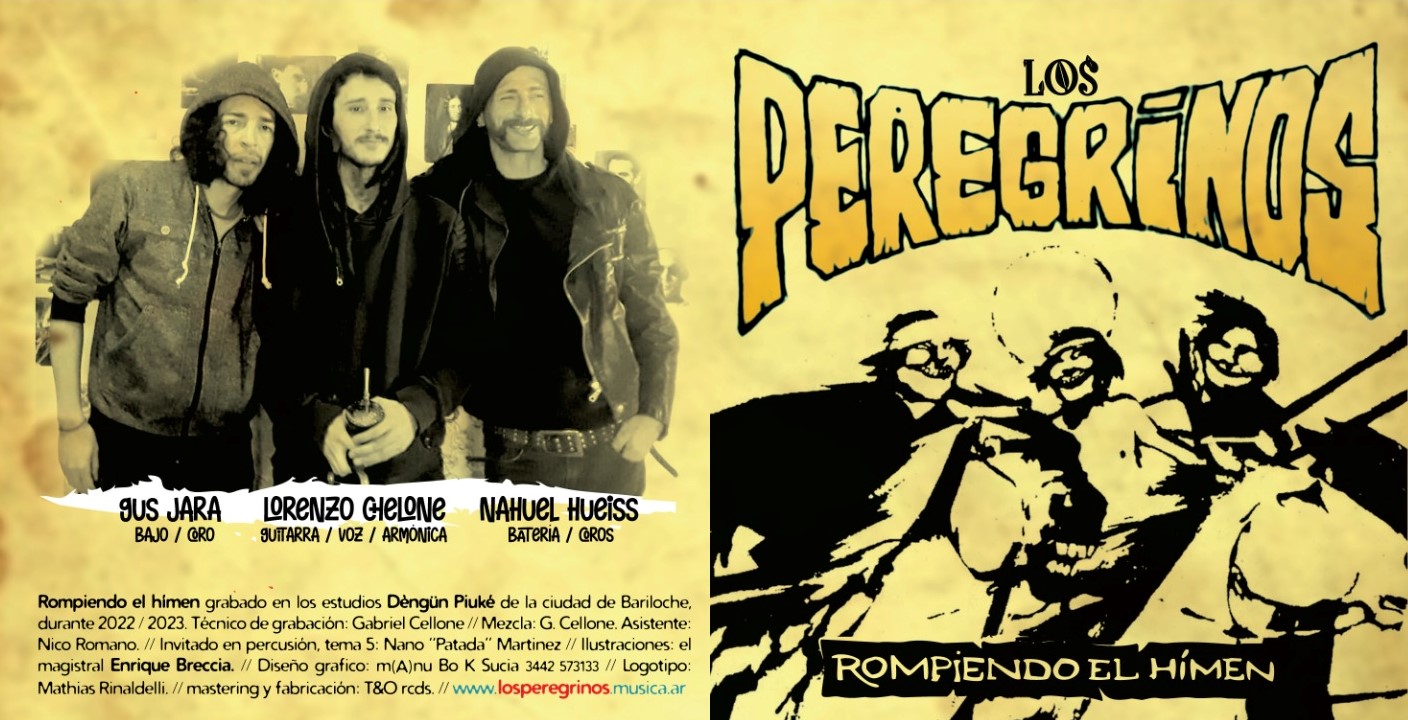 GUS JARA
BAJO / CORO
LORENZO CHELONE
GUITARRA / VOZ / ARMÓNICA
NAHUEL HUEISS
BATERÍA / COROS
Rompiendo el hímen grabado en los estudios Dèngün Piuké de la ciudad de Bariloche,
durante 2022 / 2023. Técnico de grabación: Gabriel Cellone // Mezcla: G. Cellone. Asistente:
Nico Romano. // Invitado en percusión, tema 5: Nano "Patada" Martinez // Ilustraciones: el
magistral Enrique Breccia. // Diseño grafico: m(A)nu Bo K Sucia 3442 573133 // Logotipo:
Mathias Rinaldelli. // mastering y fabricación: T&O rcds. // www.losperegrinos.musica.ar
LOS
PEREGRINOS
ROMPIENDO EL HÍMEN